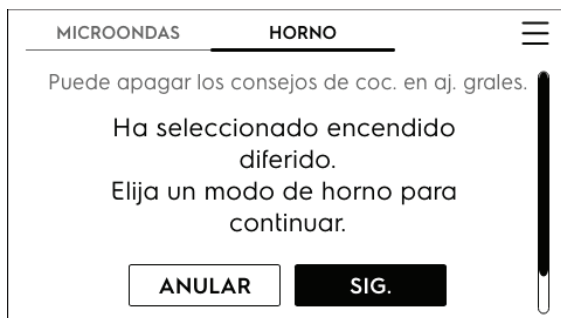 MICROONDAS HORNO
Puede apagar los consejos de coc. en aj. grales.
Ha seleccionado encendido
diferido.
Elija un modo de horno para
continuar.
ANULAR SIG.